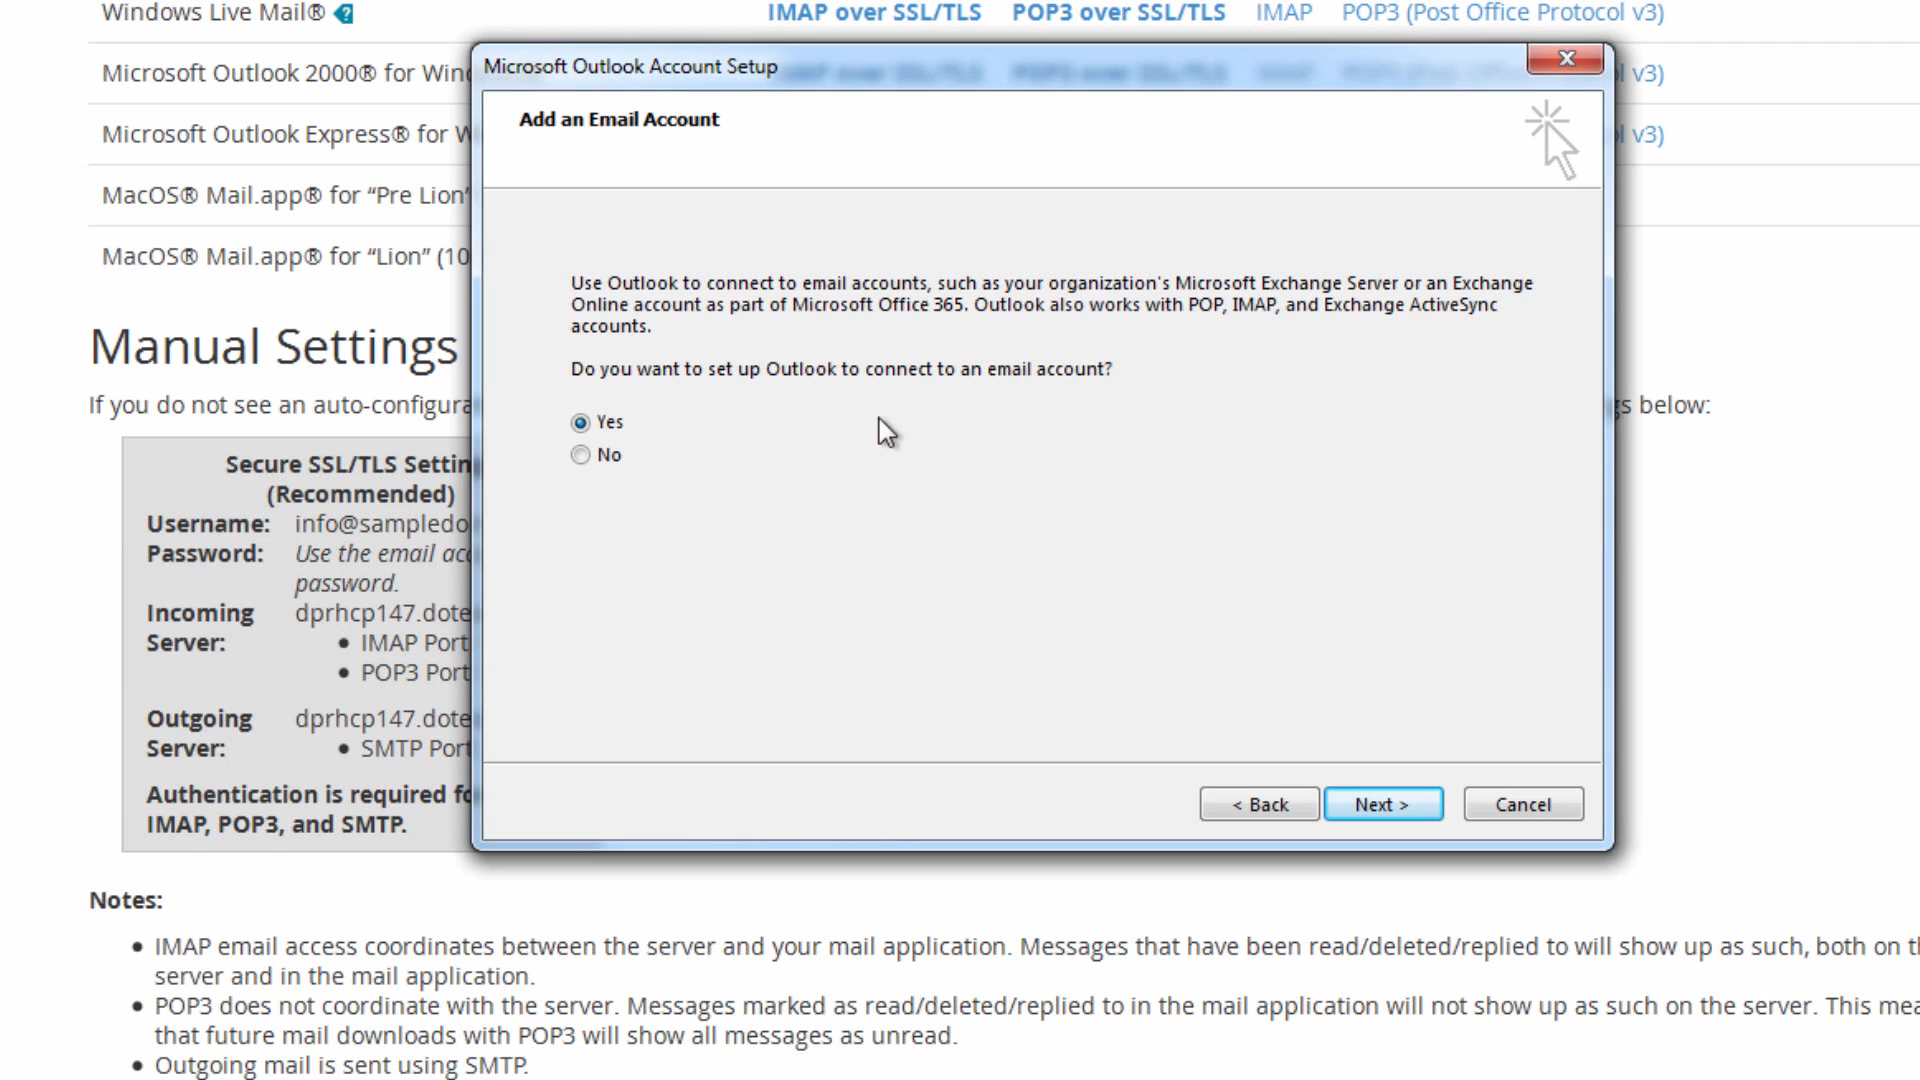 Windows Live Mail® ? IMAP over SSL/TLS POP3 over SSL/TLS IMAP POP3 (Post Office Protocol v3)
Microsoft Outlook 2000® for l v3)
Microsoft Outlook Express® for v3)
MacOS® Mail.app® for “Pre Lion”
MacOS® Mail.app® for “Lion” (10
Microsoft Outlook Account Setup
Add an Email Account
Use Outlook to connect to email accounts, such as your organization's Microsoft Exchange Server or an Exchange
Online account as part of Microsoft Office 365. Outlook also works with POP, IMAP, and Exchange ActiveSync
accounts.
Do you want to set up Outlook to connect to an email account?
Yes
No
< Back Next > Cancel
Manual Settings
If you do not see an auto-configura s below:
Secure SSL/TLS Settin
(Recommended)
Username: info@sampledo
Password: Use the email acc
password.
Incoming dprhcp147.dote
Server: • IMAP Port
• POP3 Port
Outgoing dprhcp147.dote
Server: • SMTP Port
Authentication is required fo
IMAP, POP3, and SMTP.
Notes:
• IMAP email access coordinates between the server and your mail application. Messages that have been read/deleted/replied to will show up as such, both on th
server and in the mail application.
• POP3 does not coordinate with the server. Messages marked as read/deleted/replied to in the mail application will not show up as such on the server. This mea
that future mail downloads with POP3 will show all messages as unread.
• Outgoing mail is sent using SMTP.